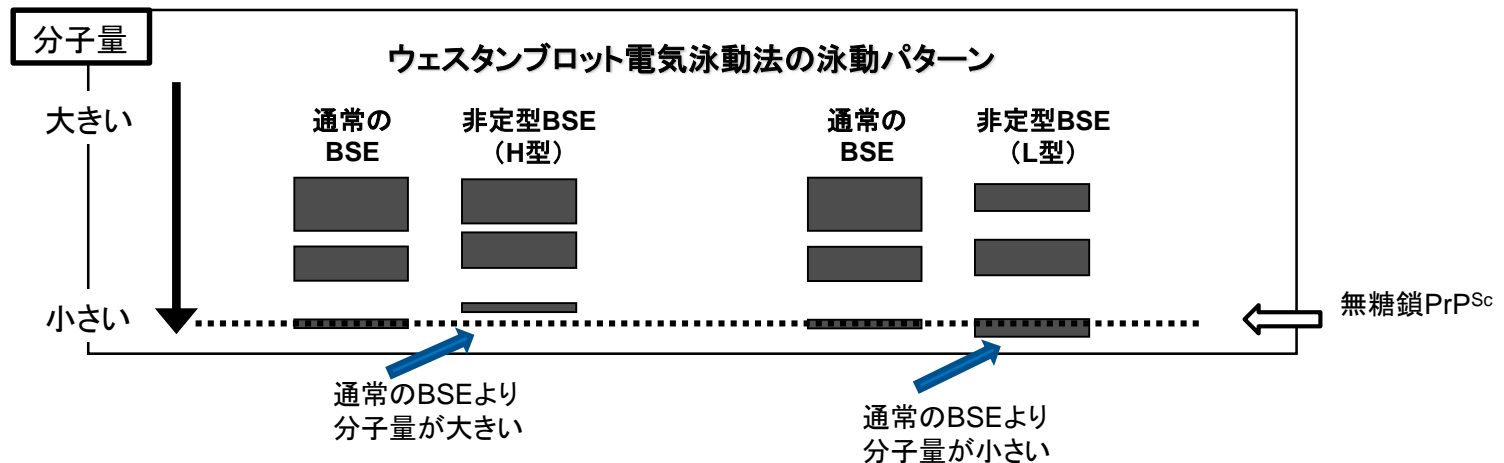 分子量
ウェスタンブロット電気泳動法の泳動パターン
大きい
小さい
通常の
BSE
非定型BSE
（H型）
通常の
BSE
非定型BSE
（L型）
無糖鎖PrPSc
通常のBSEより
分子量が大きい
通常のBSEより
分子量が小さい